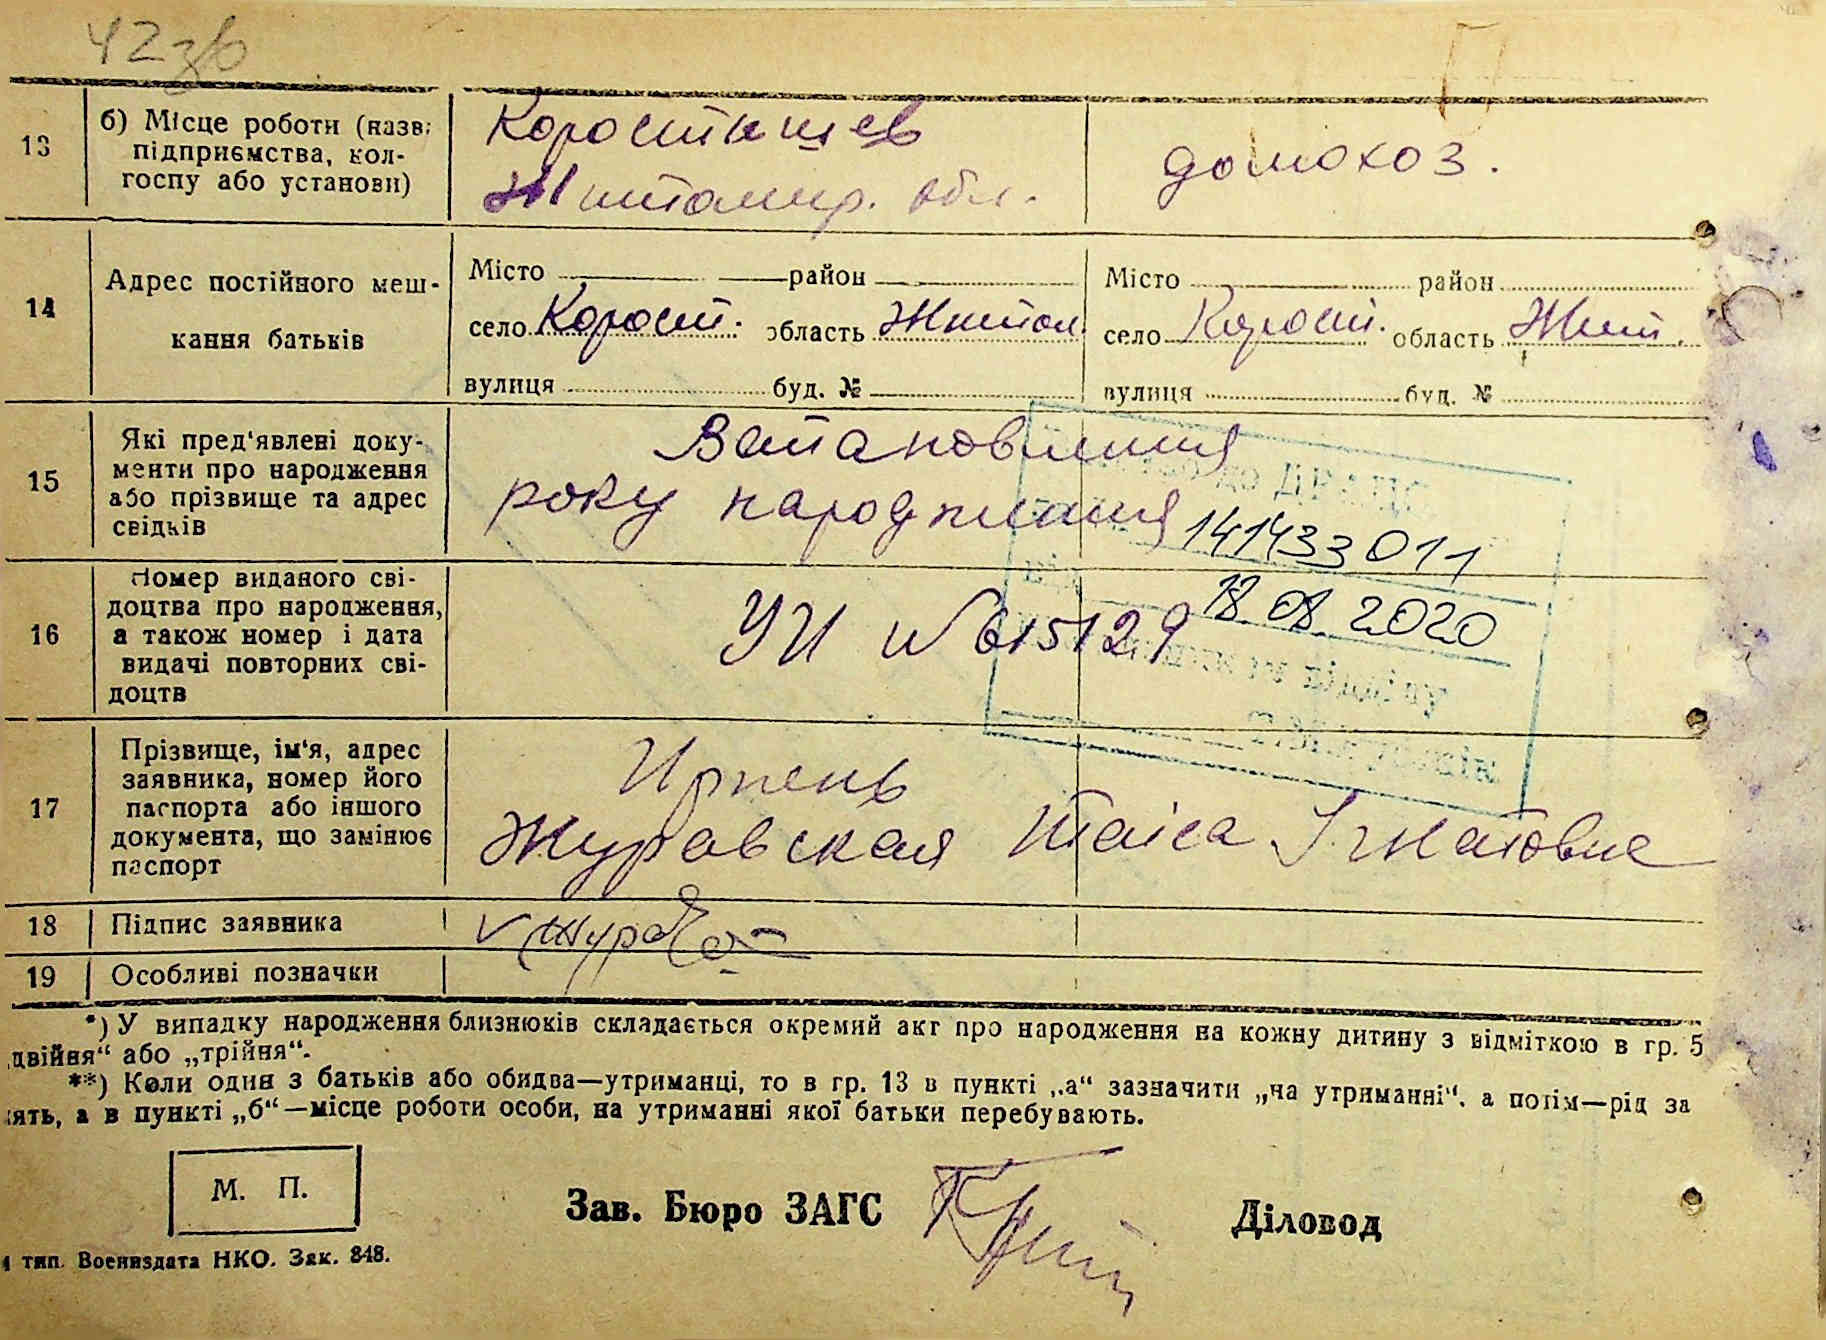 42зв
13
б) Місце роботи (назв:
підприємства, кол-
госпу або установи)
Коростишев
Житомир. обл.
домохоз.
14
Адрес постійного меш-
кання батьків
Місто район
село Корост. область Житом.
вулиця буд. №
Місто район
село Корост. область Жит.
вулиця буд. №
15
Які пред'явлені доку-
менти про народження
або прізвище та адрес
свідків
Встановлення
року народження
141433011
18.08.2020
16
Номер виданого сві-
доцтва про народження,
а також номер і дата
видачі повторних сві-
доцтв
УИ №615129
17
Прізвище, ім'я, адрес
заявника, номер його
паспорта або іншого
документа, що замінює
паспорт
Ирпень
Журавская Таіса Ігнатовна
18 Підпис заявника
19 Особливі позначки
*) У випадку народження близнюків складається окремий акт про народження на кожну дитину з відміткою в гр. 5
двійня“ або „трійня“.
**) Коли один з батьків або обидва—утриманці, то в гр. 13 в пункті „а“ зазначити „на утриманні“, а потім—рід за
ять, а в пункті „б“—місце роботи особи, на утриманні якої батьки перебувають.
М. П.
Зав. Бюро ЗАГС
Діловод
тип. Воениздата НКО. Зак. 848.